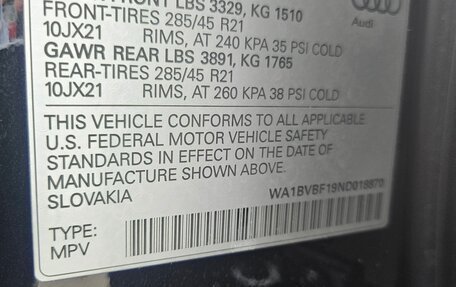 FRONT LBS 3329, KG 1510
FRONT-TIRES 285/45 R21
10JX21 RIMS, AT 240 KPA 35 PSI COLD
GAWR REAR LBS 3891, KG 1765
REAR-TIRES 285/45 R21
10JX21 RIMS, AT 260 KPA 38 PSI COLD
Audi
THIS VEHICLE CONFORMS TO ALL APPLICABLE
U.S. FEDERAL MOTOR VEHICLE SAFETY
STANDARDS IN EFFECT ON THE DATE OF
MANUFACTURE SHOWN ABOVE.
SLOVAKIA
WA1BVBF19ND018870
TYPE:
MPV